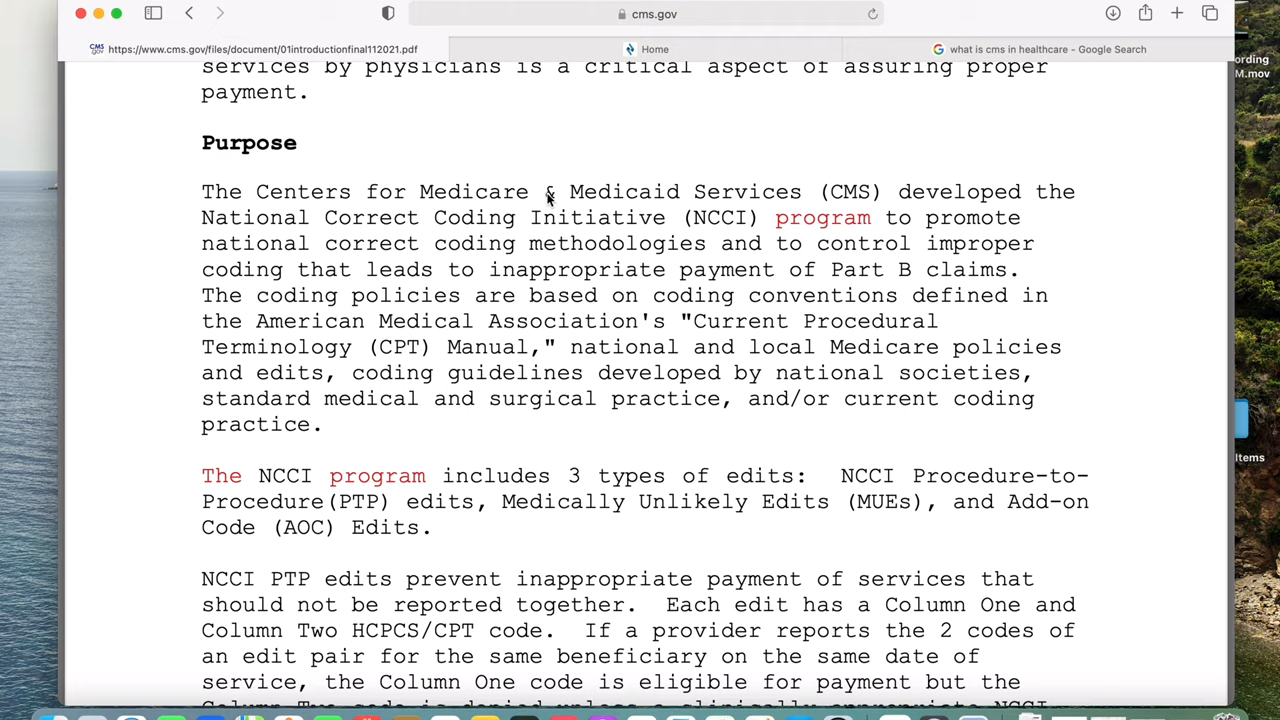 cms.gov
https://www.cms.gov/files/document/01introductionfinal112021.pdf
Home
what is cms in healthcare - Google Search
ording
M.mov
services by physicians is a critical aspect of assuring proper
payment.
Purpose
The Centers for Medicare & Medicaid Services (CMS) developed the
National Correct Coding Initiative (NCCI) program to promote
national correct coding methodologies and to control improper
coding that leads to inappropriate payment of Part B claims.
The coding policies are based on coding conventions defined in
the American Medical Association's "Current Procedural
Terminology (CPT) Manual," national and local Medicare policies
and edits, coding guidelines developed by national societies,
standard medical and surgical practice, and/or current coding
practice.
Items
The NCCI program includes 3 types of edits: NCCI Procedure-to-
Procedure(PTP) edits, Medically Unlikely Edits (MUEs), and Add-on
Code (AOC) Edits.
NCCI PTP edits prevent inappropriate payment of services that
should not be reported together. Each edit has a Column One and
Column Two HCPCS/CPT code. If a provider reports the 2 codes of
an edit pair for the same beneficiary on the same date of
service, the Column One code is eligible for payment but the